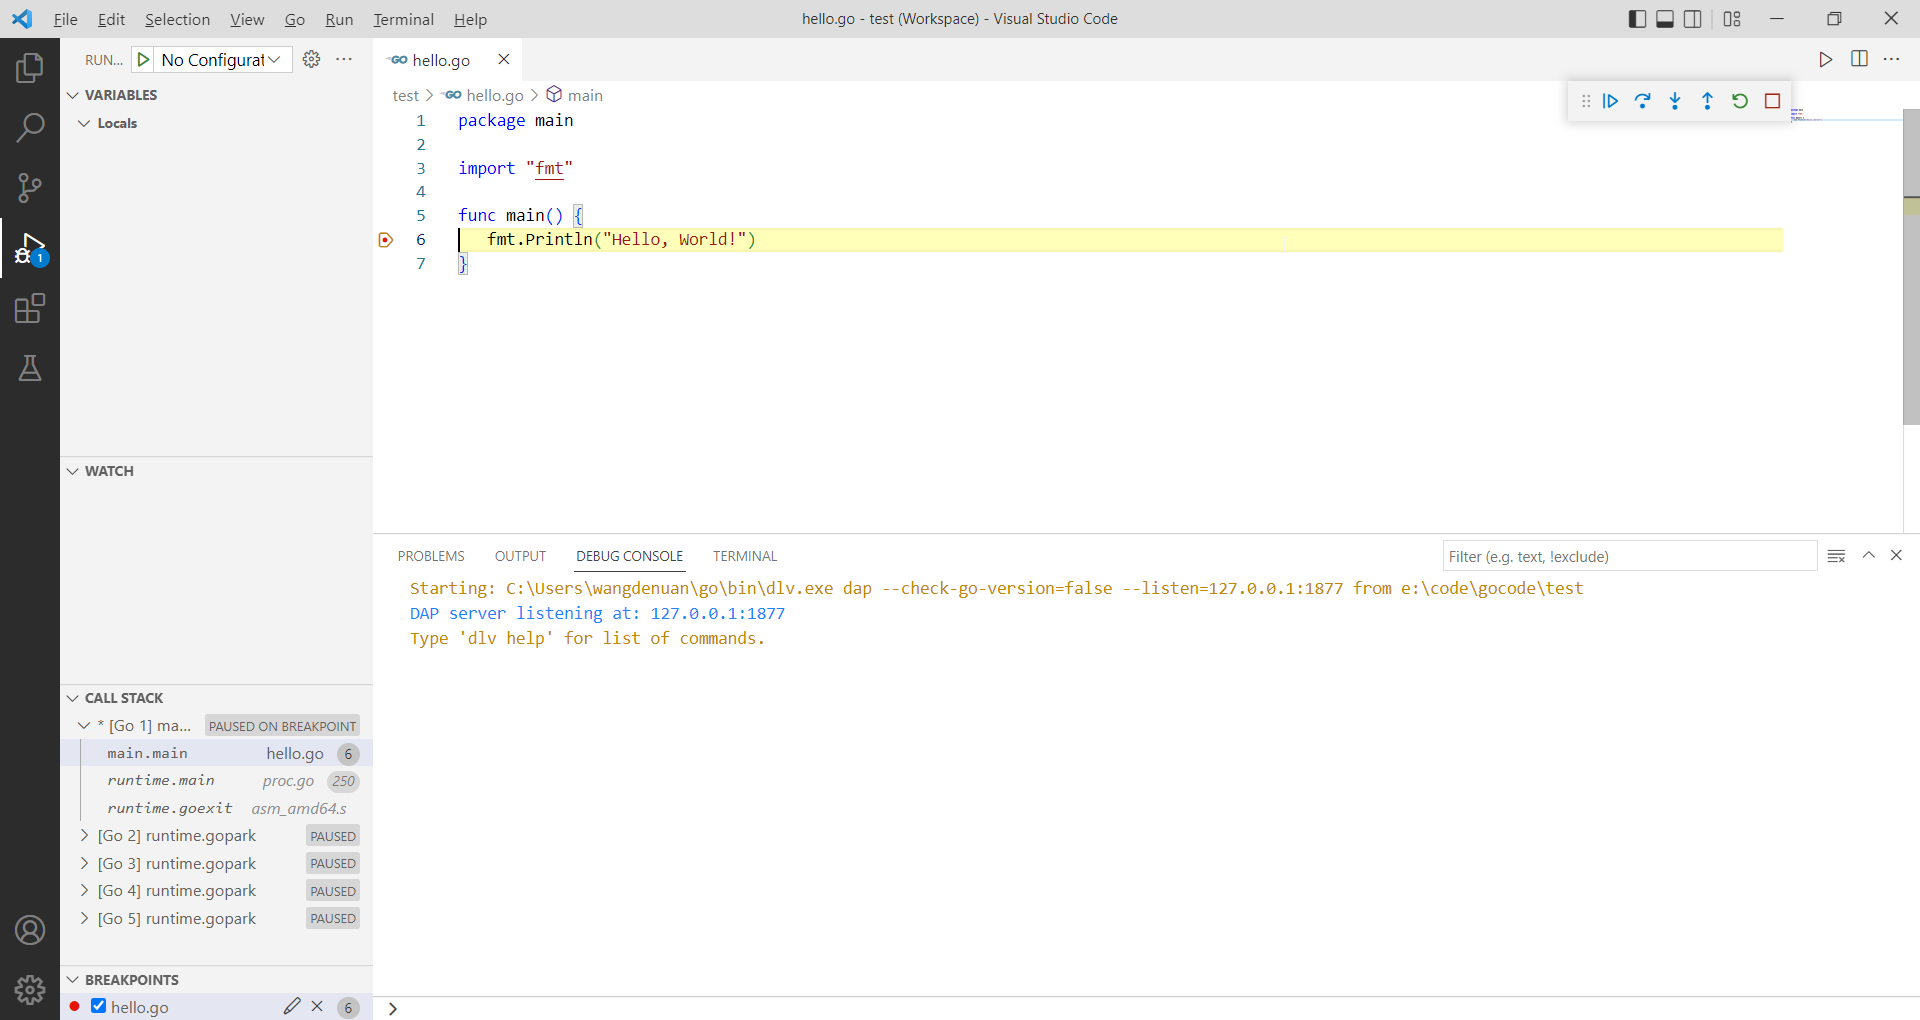 File Edit Selection View Go Run Terminal Help
hello.go - test (Workspace) - Visual Studio Code
RUN...
No Configurat
hello.go
VARIABLES
Locals
test > hello.go > main
1 package main
2
3 import "fmt"
4
5 func main() {
6 fmt.Println("Hello, World!")
7 }
1
WATCH
PROBLEMS OUTPUT DEBUG CONSOLE TERMINAL
Filter (e.g. text, !exclude)
Starting: C:\Users\wangdenuan\go\bin\dlv.exe dap --check-go-version=false --listen=127.0.0.1:1877 from e:\code\gocode\test
DAP server listening at: 127.0.0.1:1877
Type 'dlv help' for list of commands.
CALL STACK
* [Go 1] ma... PAUSED ON BREAKPOINT
main.main hello.go 6
runtime.main proc.go 250
runtime.goexit asm_amd64.s
[Go 2] runtime.gopark PAUSED
[Go 3] runtime.gopark PAUSED
[Go 4] runtime.gopark PAUSED
[Go 5] runtime.gopark PAUSED
BREAKPOINTS
hello.go 6